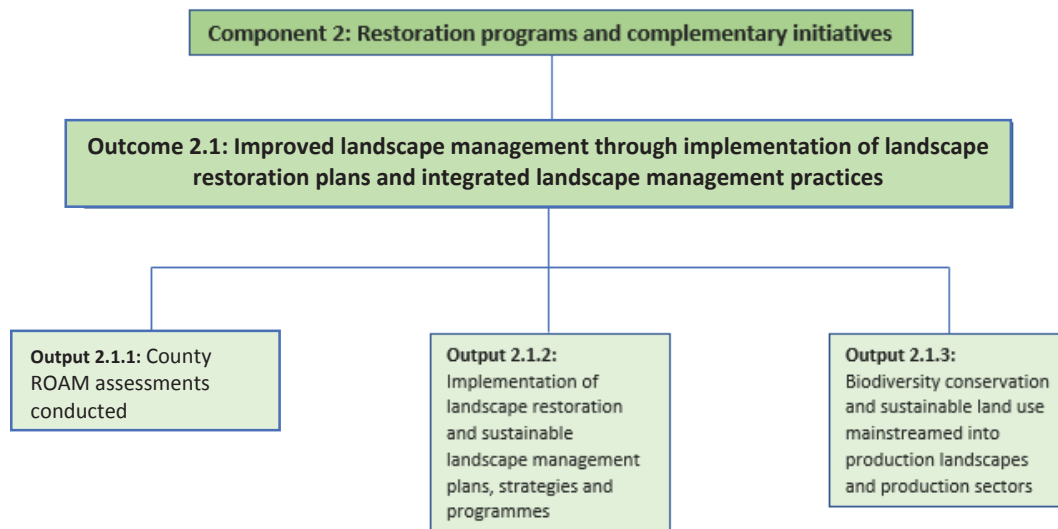 Component 2: Restoration programs and complementary initiatives
Outcome 2.1: Improved landscape management through implementation of landscape
restoration plans and integrated landscape management practices
Output 2.1.1: County
ROAM assessments
conducted
Output 2.1.2:
Implementation of
landscape restoration
and sustainable
landscape management
plans, strategies and
programmes
Output 2.1.3:
Biodiversity conservation
and sustainable land use
mainstreamed into
production landscapes
and production sectors